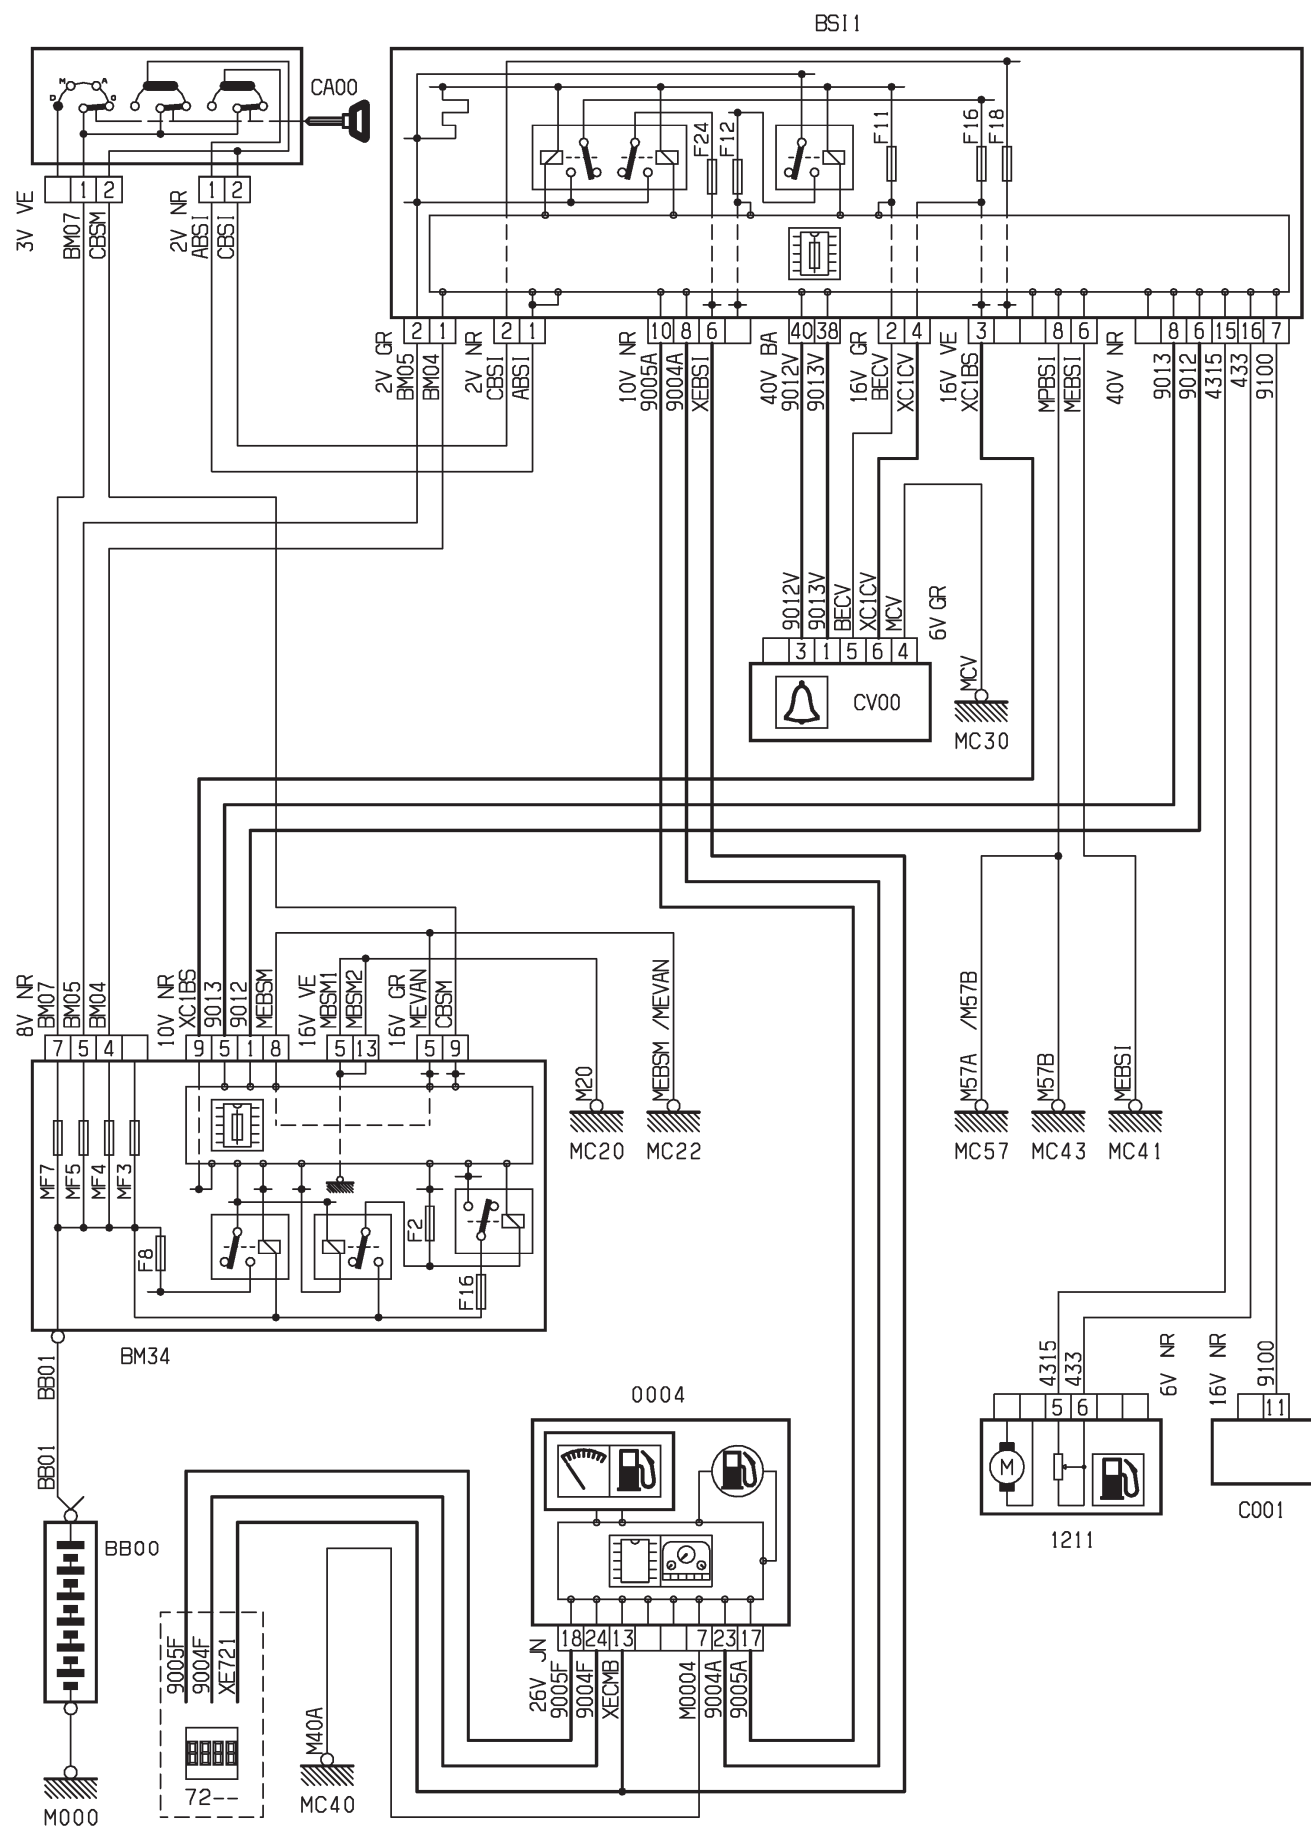 BSI1
CA00
M
A
D
G
F24
F12
F11
F16
F18
1 2
1 2
3V VE
BM07
CBSM
2V NR
ABSI
CBSI
2 1
2 1
10 8 6
40 38
2 4
3
8 6
8 6 15 16 7
2V GR
BM05
BM04
2V NR
CBSI
ABSI
10V NR
9005A
9004A
XEBSI
40V BA
9012V
9013V
16V GR
BECV
XC1CV
16V VE
XC1BS
MPBSI
MEBSI
40V NR
9013
9012
4315
433
9100
9012V
9013V
BECV
XC1CV
MCV
6V GR
3 1 5 6 4
CV00
MCV
MC30
8V NR
BM07
BM05
BM04
10V NR
XC1BS
9013
9012
MEBSM
16V VE
MBSM1
MBSM2
16V GR
MEVAN
CBSM
7 5 4
9 5 1 8
5 13
5 9
M20
MC20
MEBSM /MEVAN
MC22
M57A /M57B
MC57
M57B
MC43
MEBSI
MC41
MF7
MF5
MF4
MF3
F8
F2
F16
BM34
BB01
BB01
BB00
M000
0004
18 24 13 7 23 17
26V JN
9005F
9004F
XECMB
M0004
9004A
9005A
9005F
9004F
XE721
72--
M40A
MC40
4315
433
6V NR
5 6
M
1211
16V NR
9100
11
C001